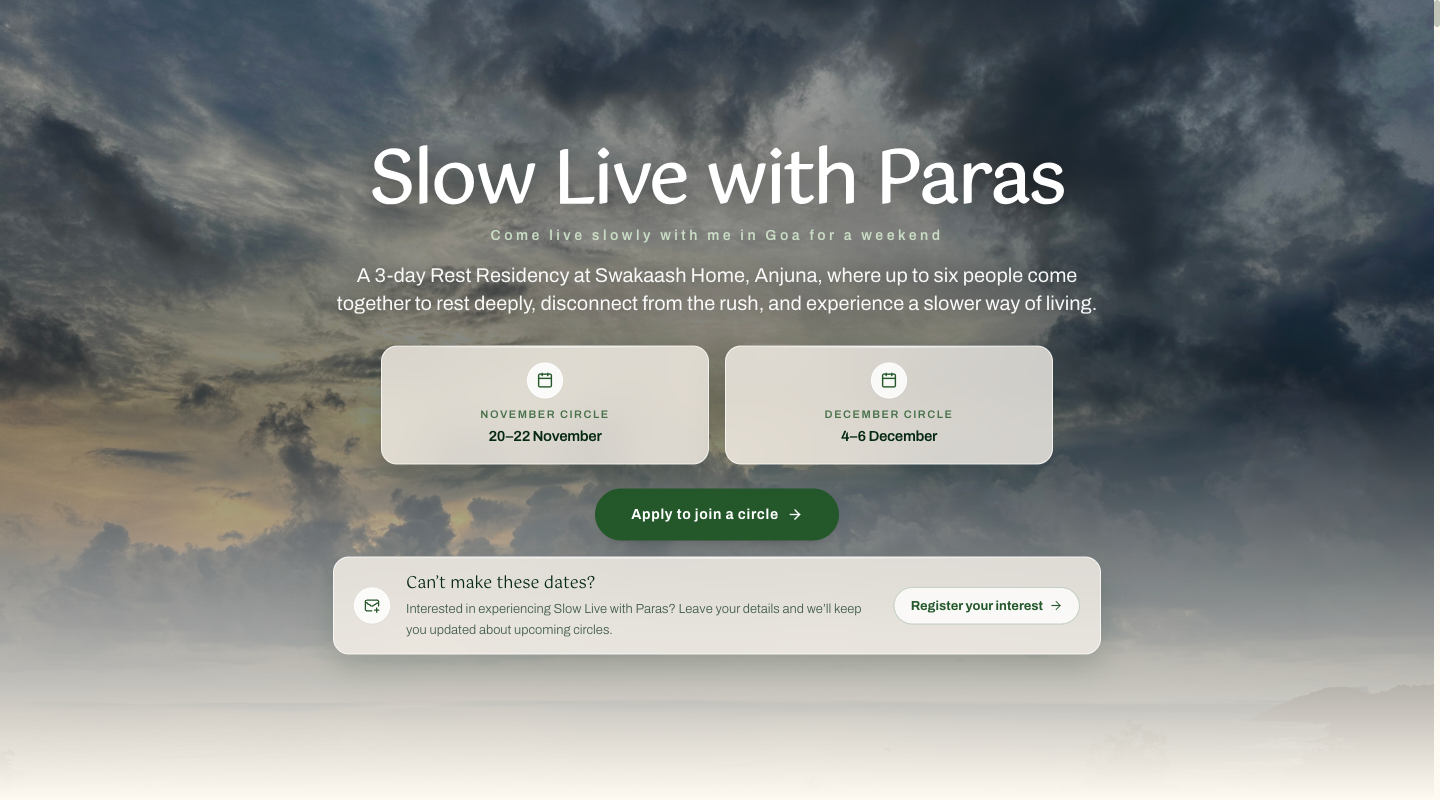 Slow Live with Paras
Come live slowly with me in Goa for a weekend
A 3-day Rest Residency at Swakaash Home, Anjuna, where up to six people come
together to rest deeply, disconnect from the rush, and experience a slower way of living.
NOVEMBER CIRCLE
20–22 November
DECEMBER CIRCLE
4–6 December
Apply to join a circle
Can’t make these dates?
Interested in experiencing Slow Live with Paras? Leave your details and we’ll keep
you updated about upcoming circles.
Register your interest